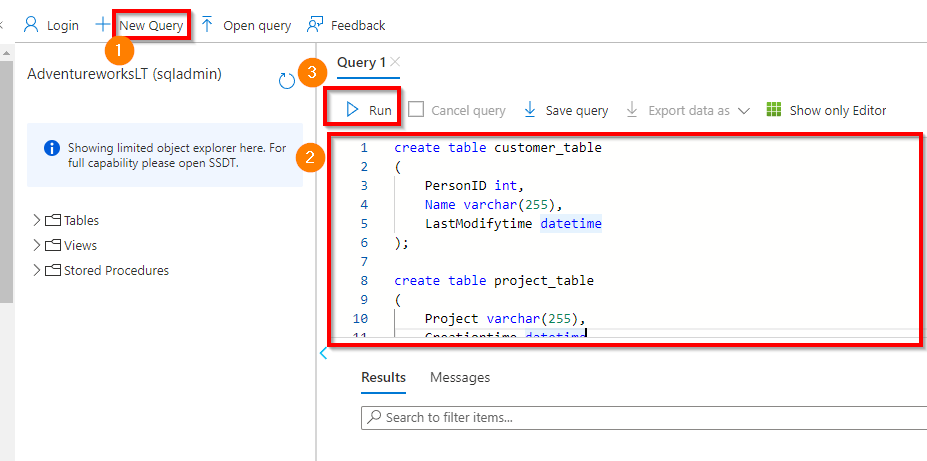 Login New Query Open query Feedback
1
AdventureworksLT (sqladmin)
Showing limited object explorer here. For
full capability please open SSDT.
Tables
Views
Stored Procedures
3
Query 1
Run Cancel query Save query Export data as Show only Editor
2
1 create table customer_table
2 (
3 PersonID int,
4 Name varchar(255),
5 LastModifytime datetime
6 );
7
8 create table project_table
9 (
10 Project varchar(255),
11 Creationtime datetime
Results Messages
Search to filter items...